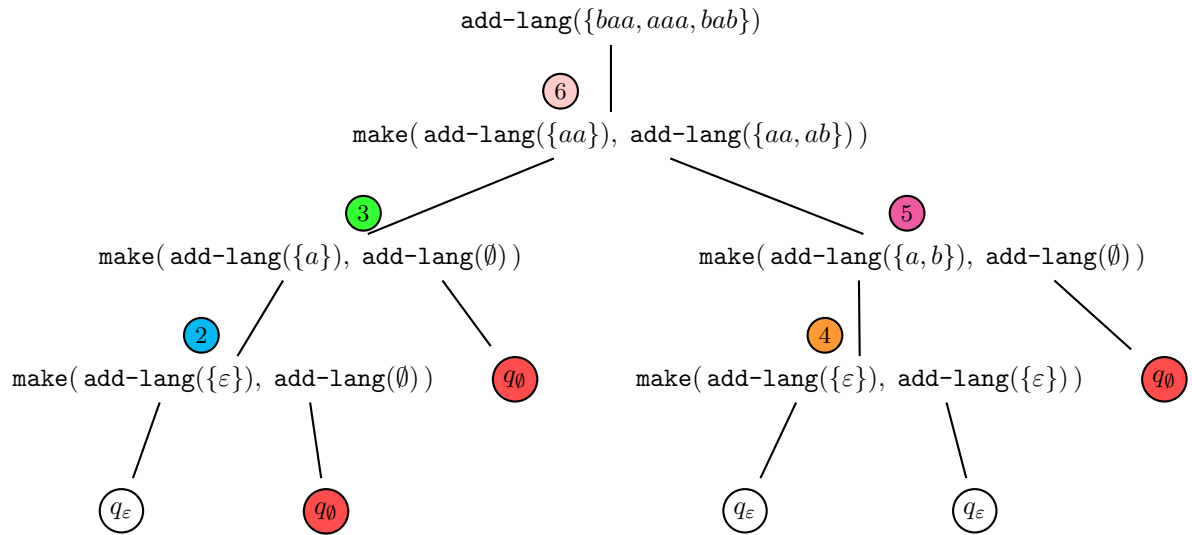 add-lang({baa, aaa, bab})
6
make( add-lang({aa}), add-lang({aa, ab}) )
3 5
make( add-lang({a}), add-lang(∅) ) make( add-lang({a, b}), add-lang(∅) )
2 4
make( add-lang({ε}), add-lang(∅) ) q∅ make( add-lang({ε}), add-lang({ε}) ) q∅
qε q∅ qε qε